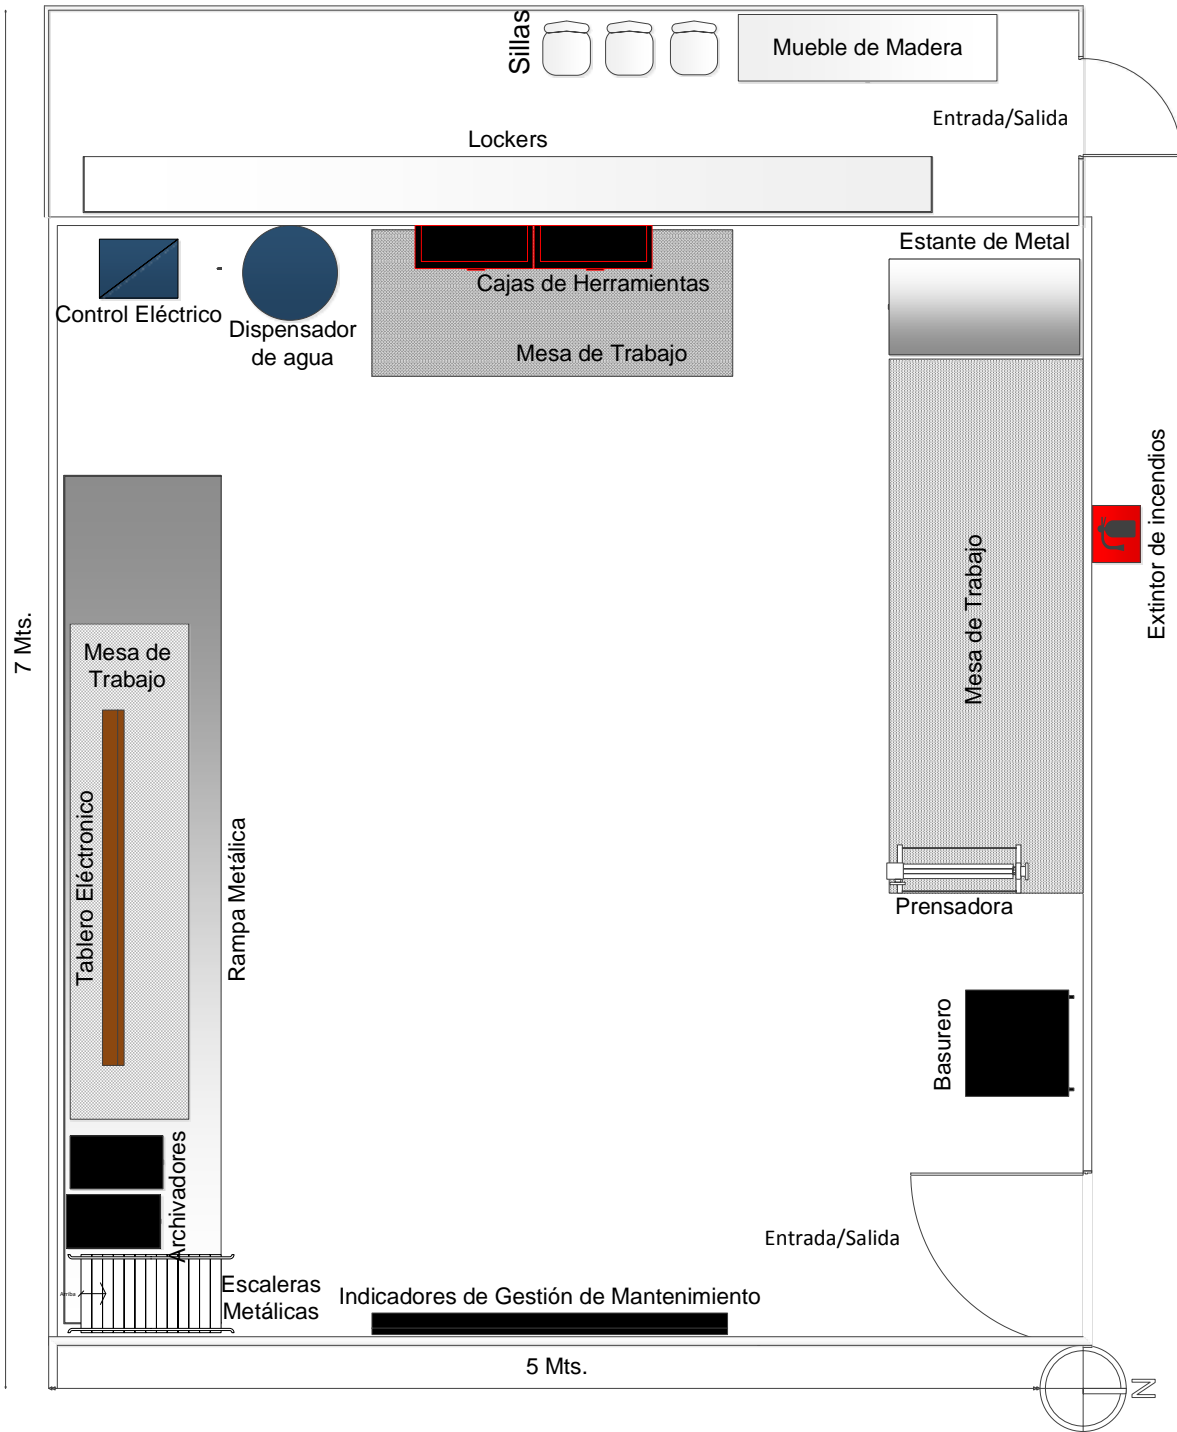 Sillas
Mueble de Madera
Entrada/Salida
Lockers
Estante de Metal
Control Eléctrico
Dispensador
de agua
Cajas de Herramientas
Mesa de Trabajo
Extintor de incendios
Mesa de Trabajo
7 Mts.
Mesa de
Trabajo
Tablero Eléctronico
Rampa Metálica
Prensadora
Basurero
Archivadores
Entrada/Salida
Arriba
Escaleras
Metálicas
Indicadores de Gestión de Mantenimiento
5 Mts.
N